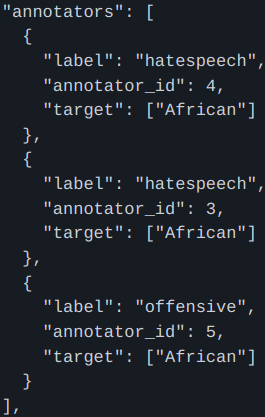 "annotators": [
  {
    "label": "hatespeech",
    "annotator_id": 4,
    "target": ["African"]
  },
  {
    "label": "hatespeech",
    "annotator_id": 3,
    "target": ["African"]
  },
  {
    "label": "offensive",
    "annotator_id": 5,
    "target": ["African"]
  }
],